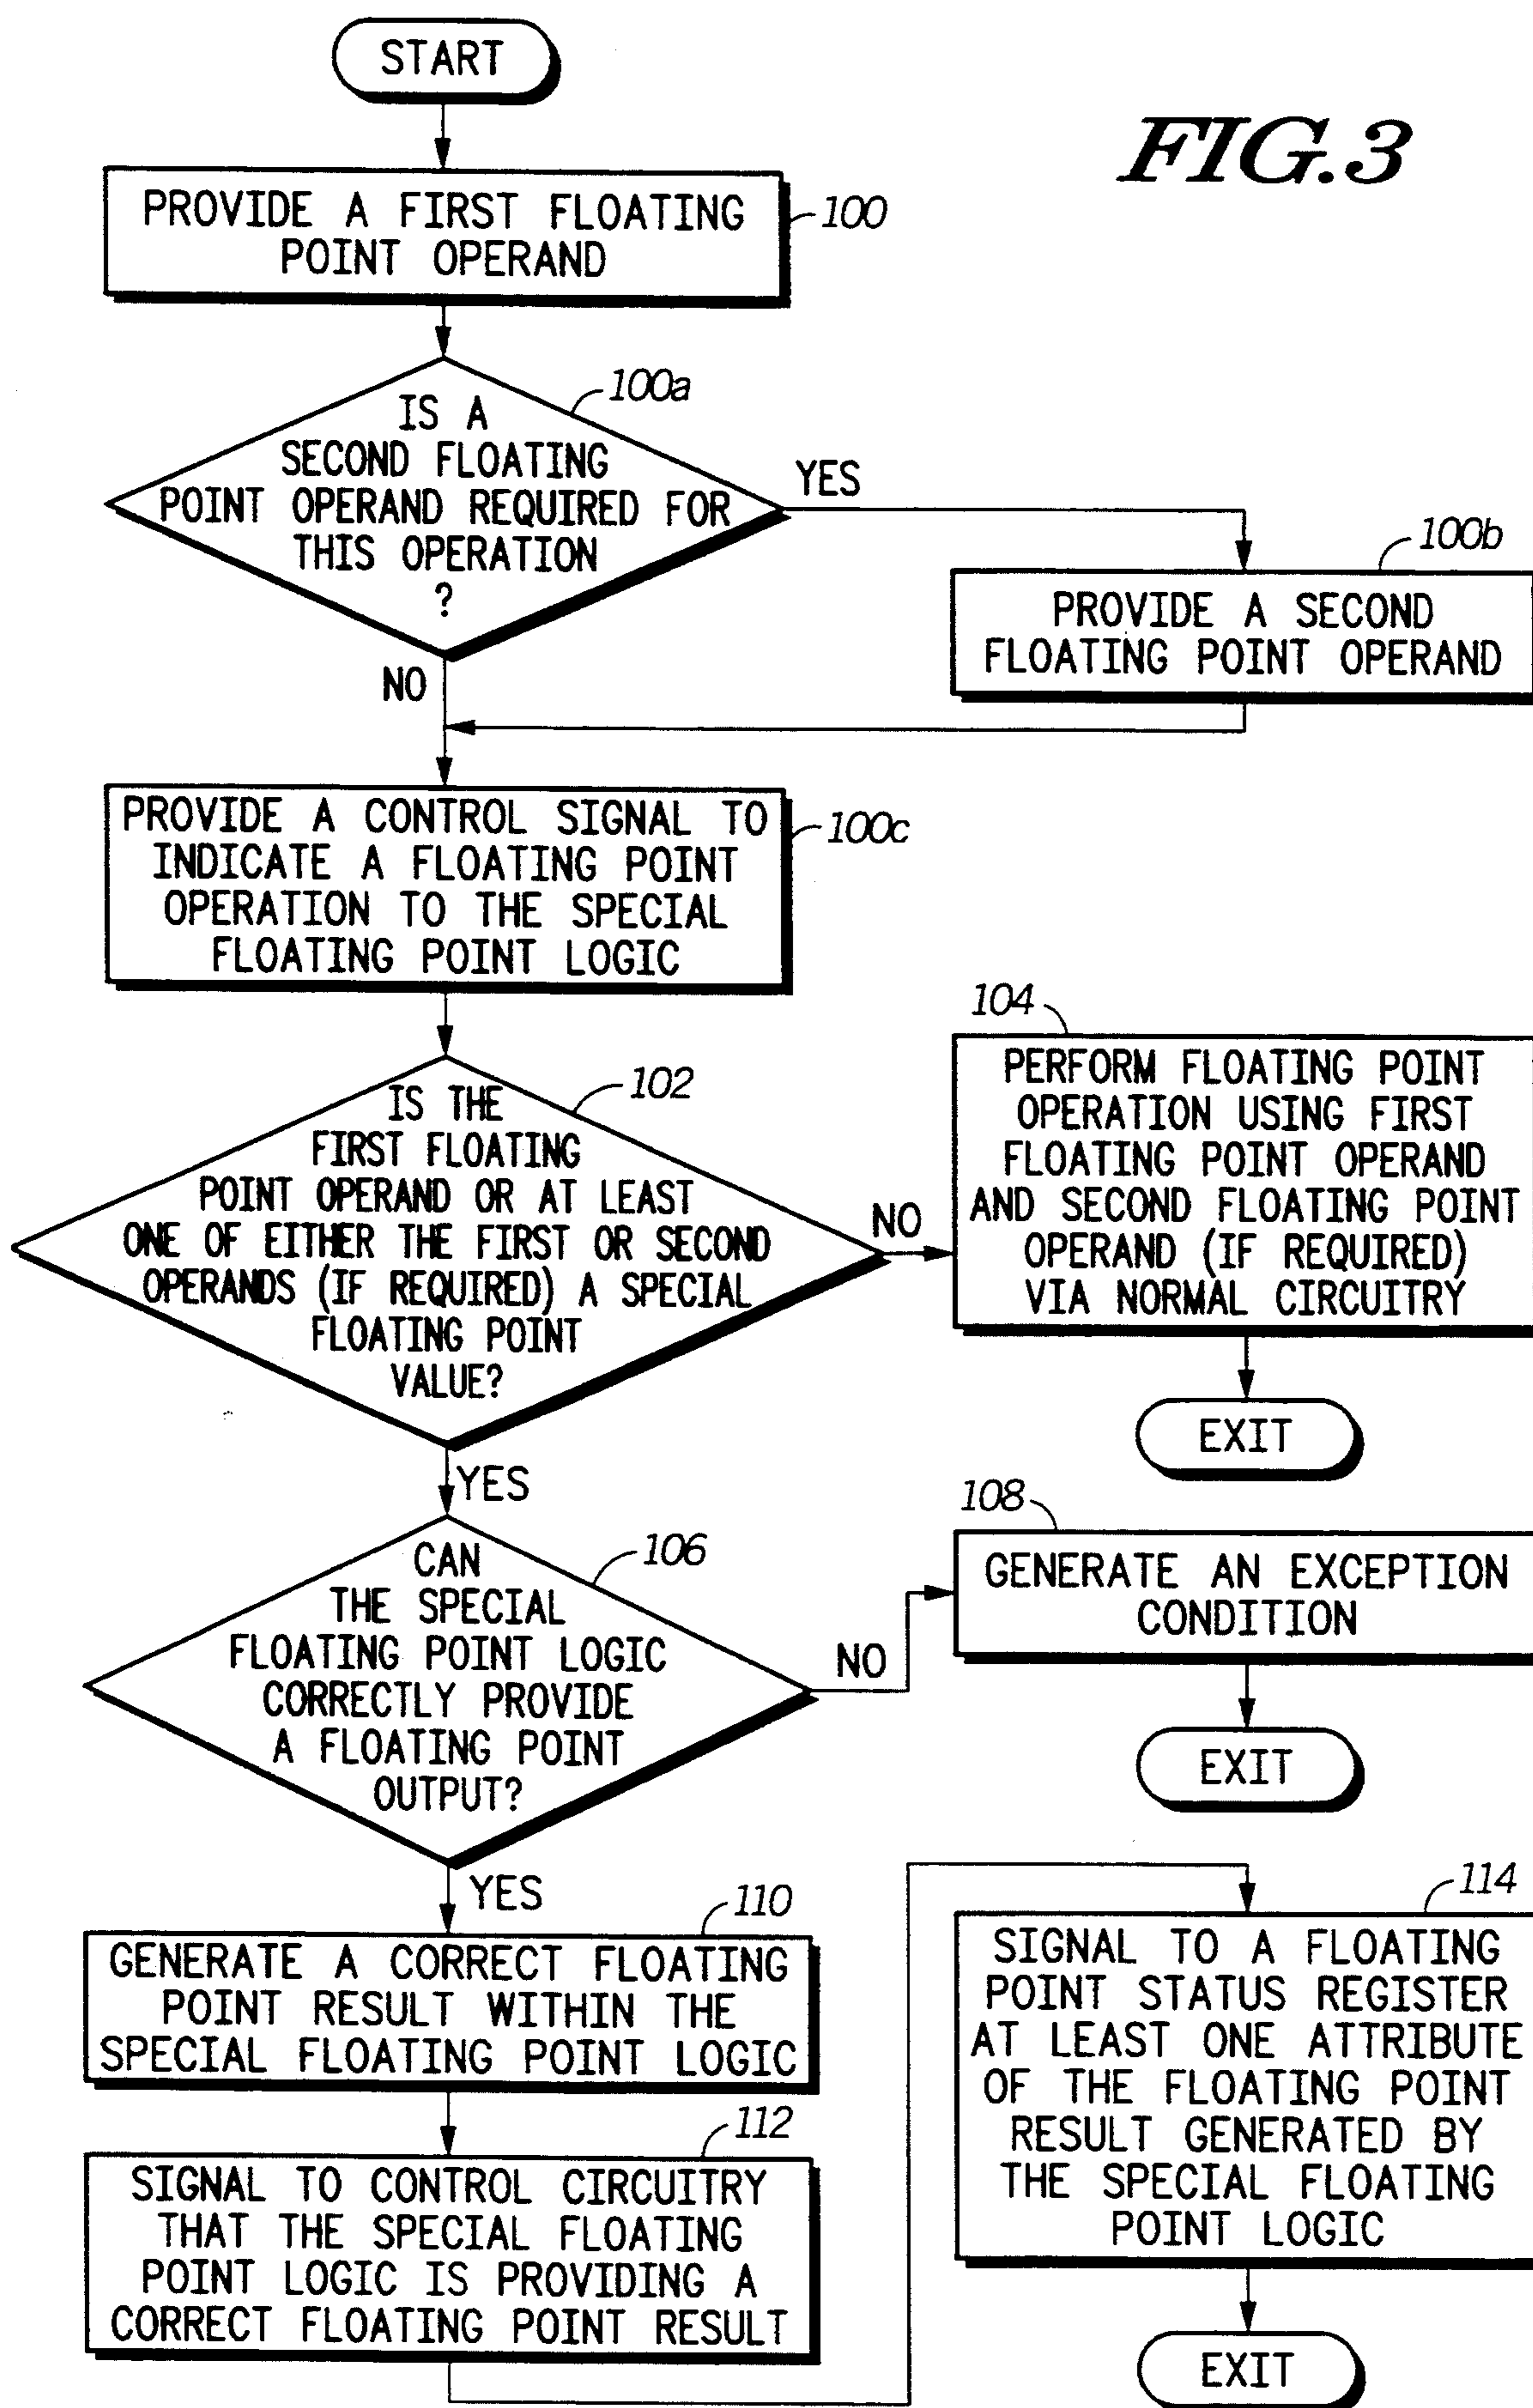 START
FIG.3
PROVIDE A FIRST FLOATING
POINT OPERAND
100
100a
IS A
SECOND FLOATING
POINT OPERAND REQUIRED FOR
THIS OPERATION
?
YES
100b
PROVIDE A SECOND
FLOATING POINT OPERAND
NO
PROVIDE A CONTROL SIGNAL TO
INDICATE A FLOATING POINT
OPERATION TO THE SPECIAL
FLOATING POINT LOGIC
100c
102
IS THE
FIRST FLOATING
POINT OPERAND OR AT LEAST
ONE OF EITHER THE FIRST OR SECOND
OPERANDS (IF REQUIRED) A SPECIAL
FLOATING POINT
VALUE?
NO
104
PERFORM FLOATING POINT
OPERATION USING FIRST
FLOATING POINT OPERAND
AND SECOND FLOATING POINT
OPERAND (IF REQUIRED)
VIA NORMAL CIRCUITRY
EXIT
YES
106
CAN
THE SPECIAL
FLOATING POINT LOGIC
CORRECTLY PROVIDE
A FLOATING POINT
OUTPUT?
NO
108
GENERATE AN EXCEPTION
CONDITION
EXIT
YES
110
GENERATE A CORRECT FLOATING
POINT RESULT WITHIN THE
SPECIAL FLOATING POINT LOGIC
112
SIGNAL TO CONTROL CIRCUITRY
THAT THE SPECIAL FLOATING
POINT LOGIC IS PROVIDING A
CORRECT FLOATING POINT RESULT
114
SIGNAL TO A FLOATING
POINT STATUS REGISTER
AT LEAST ONE ATTRIBUTE
OF THE FLOATING POINT
RESULT GENERATED BY
THE SPECIAL FLOATING
POINT LOGIC
EXIT